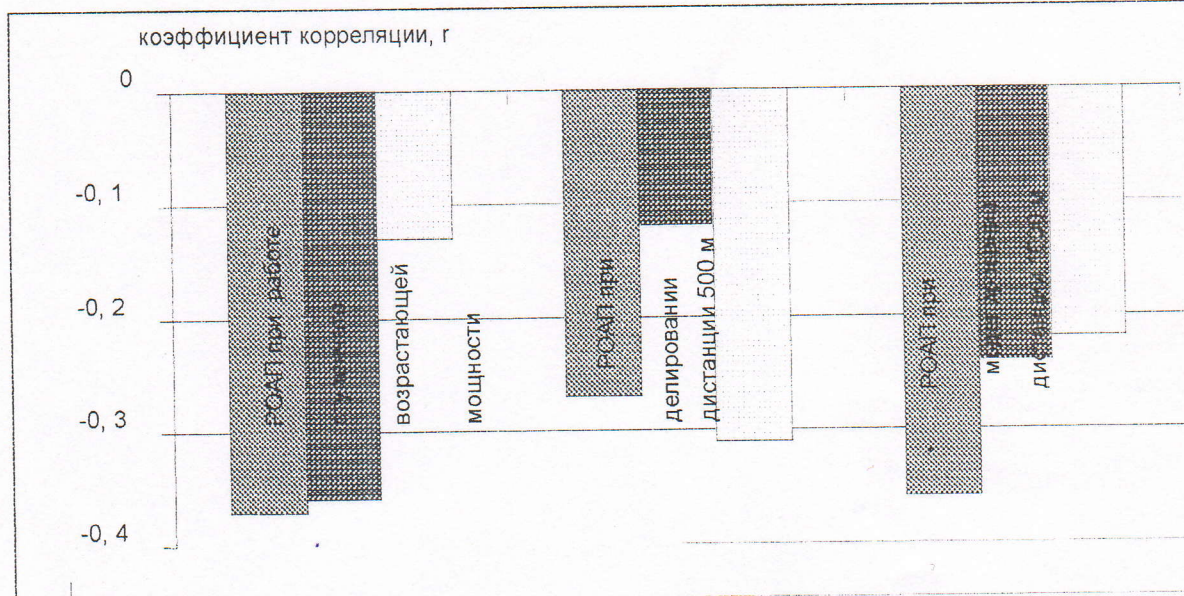 коэффициент корреляции, r
0
-0, 1
-0, 2
-0, 3
-0, 4
РОАП при работе
возрастающей
мощности
РОАП при
делировании
дистанции 500 м
РОАП при